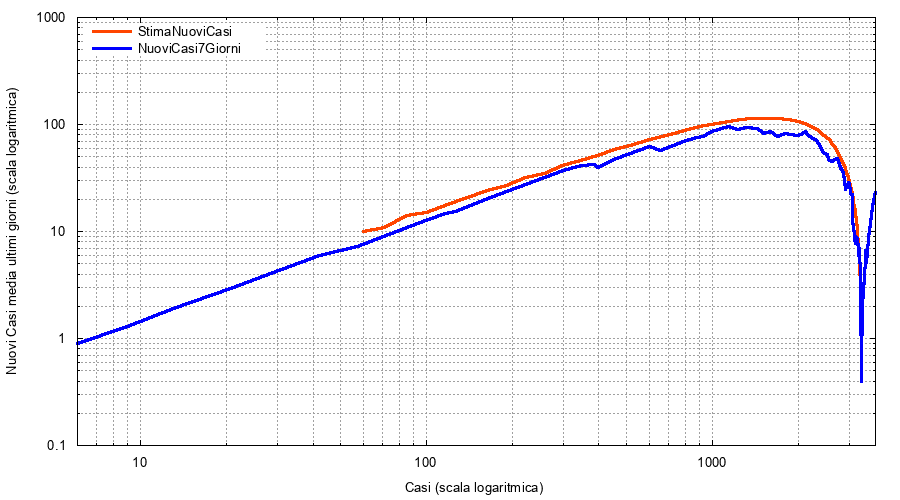 Nuovi Casi media ultimi giorni (scala logaritmica)
1000
100
10
1
0.1
StimaNuoviCasi
NuoviCasi7Giorni
10
100
1000
Casi (scala logaritmica)